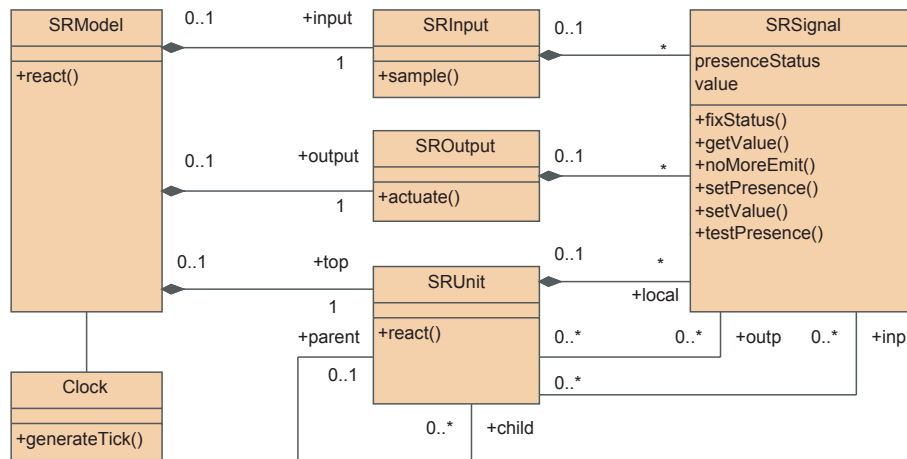 SRModel
+react()
0..1
+input
1
SRInput
+sample()
0..1
*
SRSignal
presenceStatus
value
+fixStatus()
+getValue()
+noMoreEmit()
+setPresence()
+setValue()
+testPresence()
0..1
+output
1
SROutput
+actuate()
0..1
*
0..1
+top
1
SRUnit
+react()
0..1
*
+local
+parent
0..1
0..*
0..*
+outp
0..*
+inp
0..*
0..*
+child
Clock
+generateTick()